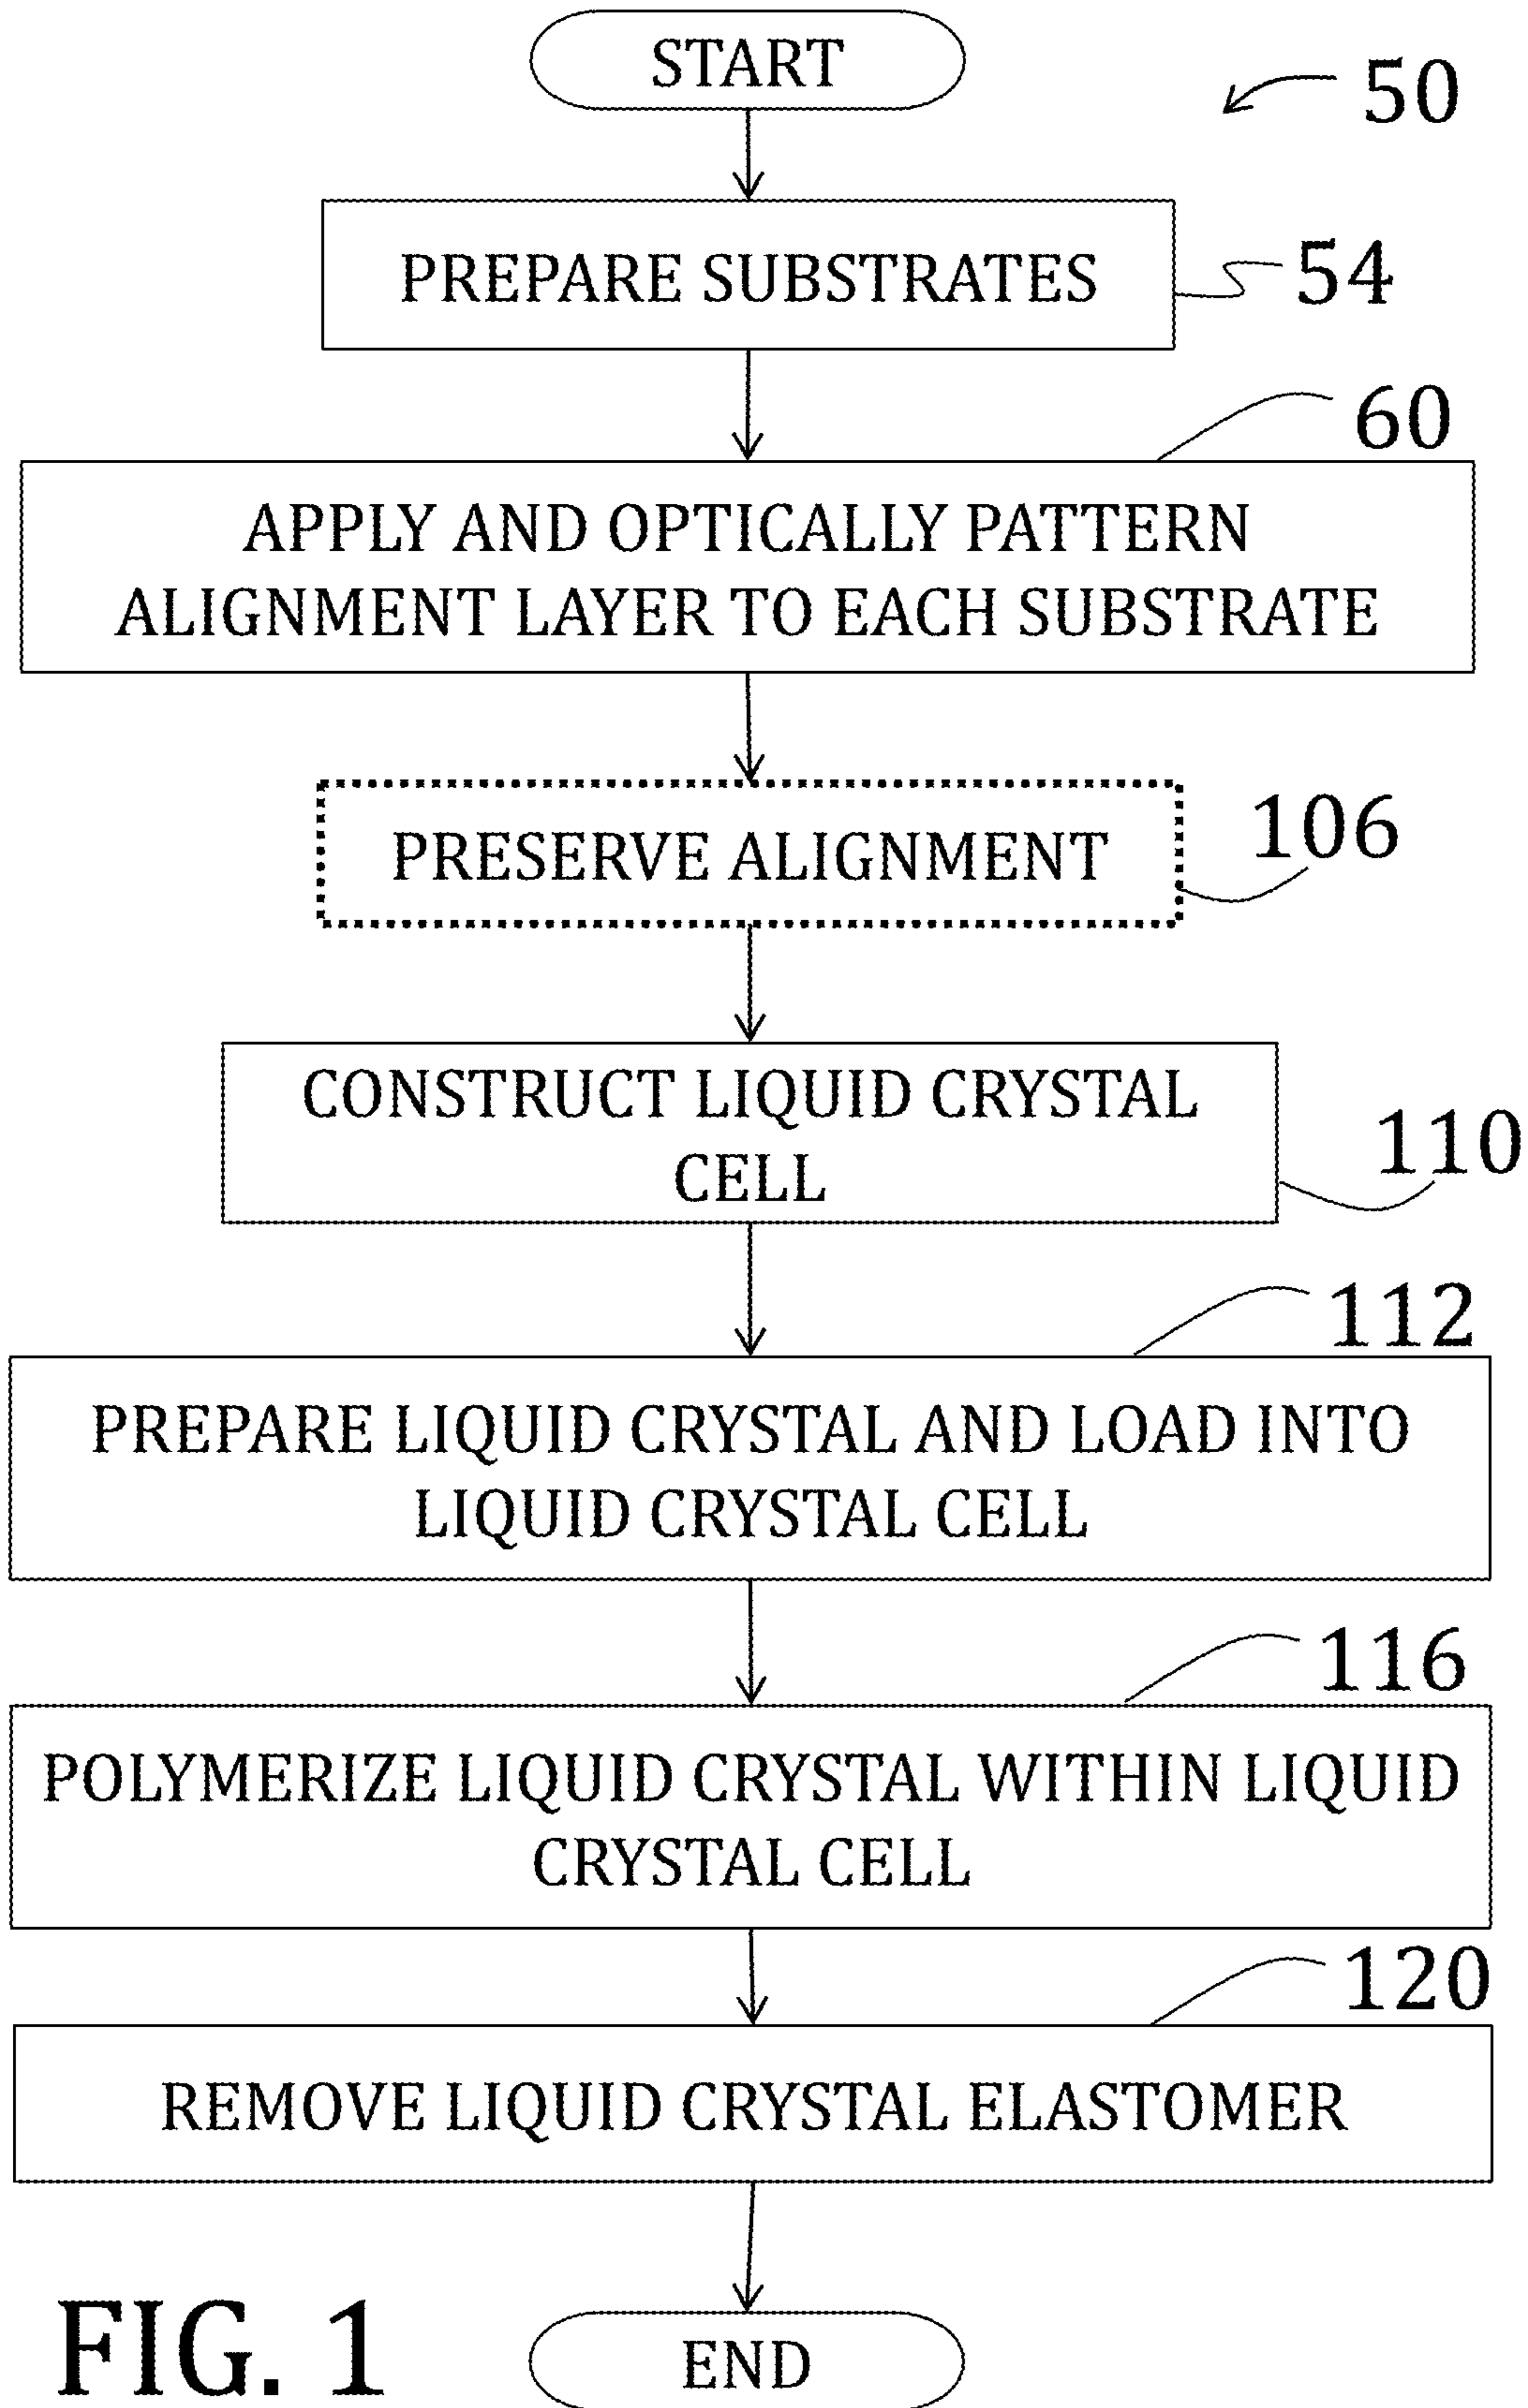 START
50
PREPARE SUBSTRATES
54
60
APPLY AND OPTICALLY PATTERN
ALIGNMENT LAYER TO EACH SUBSTRATE
PRESERVE ALIGNMENT
106
CONSTRUCT LIQUID CRYSTAL
CELL
110
112
PREPARE LIQUID CRYSTAL AND LOAD INTO
LIQUID CRYSTAL CELL
116
POLYMERIZE LIQUID CRYSTAL WITHIN LIQUID
CRYSTAL CELL
120
REMOVE LIQUID CRYSTAL ELASTOMER
FIG. 1
END